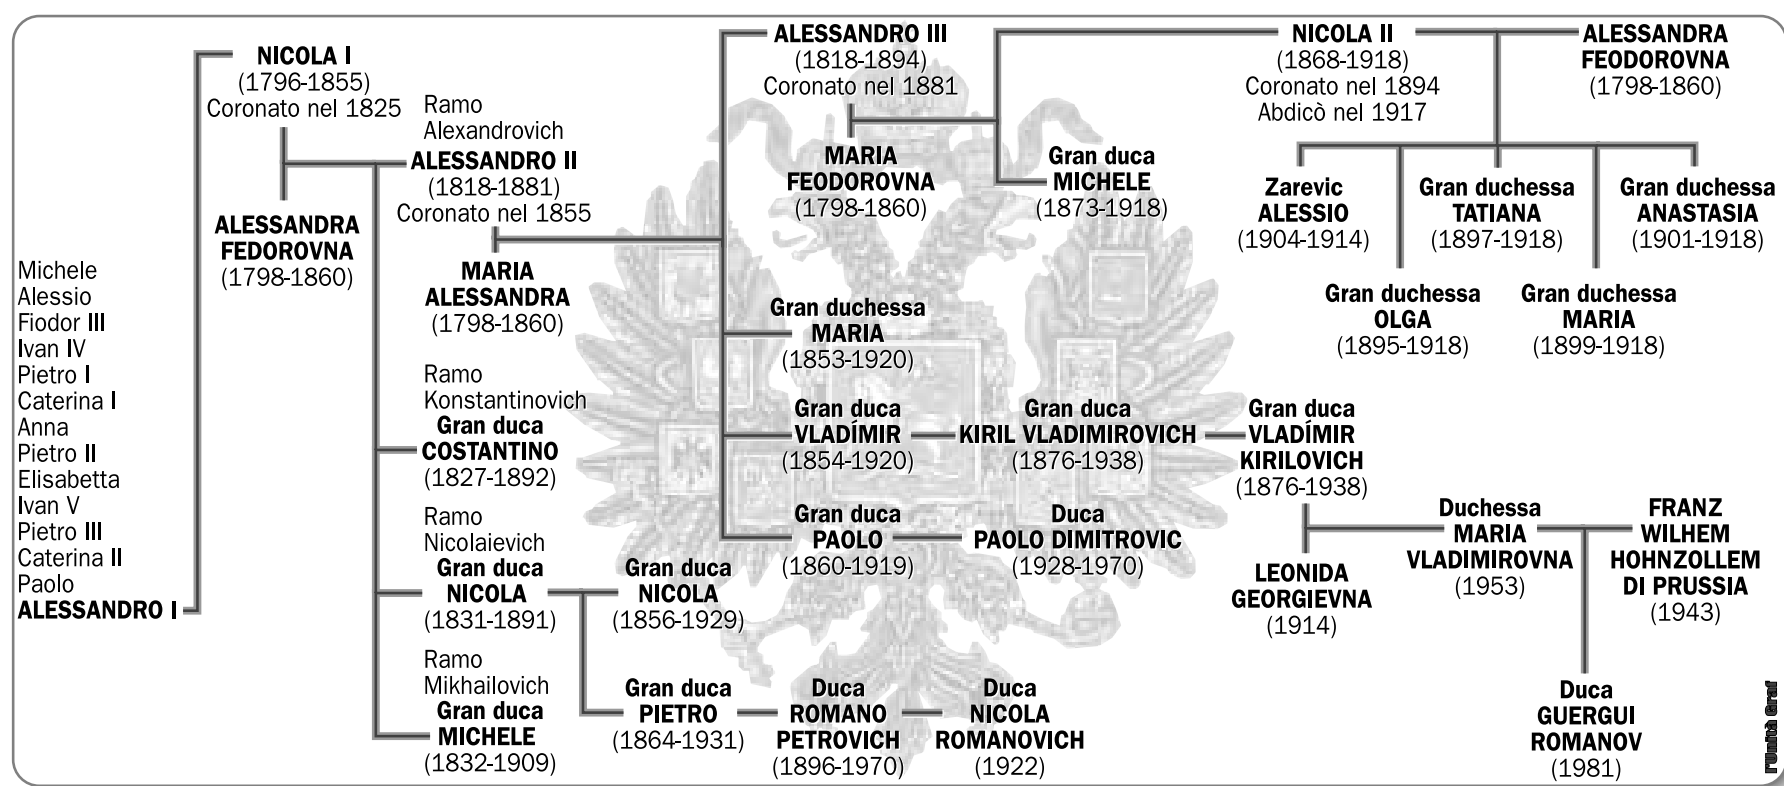 Michele
Alessio
Fiodor III
Ivan IV
Pietro I
Caterina I
Anna
Pietro II
Elisabetta
Ivan V
Pietro III
Caterina II
Paolo
ALESSANDRO I
NICOLA I
(1796-1855)
Coronato nel 1825
ALESSANDRA
FEDOROVNA
(1798-1860)
Ramo
Alexandrovich
ALESSANDRO II
(1818-1881)
Coronato nel 1855
MARIA
ALESSANDRA
(1798-1860)
Ramo
Konstantinovich
Gran duca
COSTANTINO
(1827-1892)
Ramo
Nicolaievich
Gran duca
NICOLA
(1831-1891)
Ramo
Mikhailovich
Gran duca
MICHELE
(1832-1909)
Gran duca
NICOLA
(1856-1929)
Gran duca
PIETRO
(1864-1931)
Duca
ROMANO
PETROVICH
(1896-1970)
Duca
NICOLA
ROMANOVICH
(1922)
ALESSANDRO III
(1818-1894)
Coronato nel 1881
MARIA
FEODOROVNA
(1798-1860)
Gran duchessa
MARIA
(1853-1920)
Gran duca
VLADÍMIR
(1854-1920)
Gran duca
KIRIL VLADIMIROVICH
(1876-1938)
Gran duca
VLADÍMIR
KIRILOVICH
(1876-1938)
Gran duca
PAOLO
(1860-1919)
Duca
PAOLO DIMITROVIC
(1928-1970)
Gran duca
MICHELE
(1873-1918)
NICOLA II
(1868-1918)
Coronato nel 1894
Abdicò nel 1917
ALESSANDRA
FEODOROVNA
(1798-1860)
Zarevic
ALESSIO
(1904-1914)
Gran duchessa
OLGA
(1895-1918)
Gran duchessa
TATIANA
(1897-1918)
Gran duchessa
MARIA
(1899-1918)
Gran duchessa
ANASTASIA
(1901-1918)
LEONIDA
GEORGIEVNA
(1914)
Duchessa
MARIA
VLADIMIROVNA
(1953)
FRANZ
WILHEM
HOHNZOLLEM
DI PRUSSIA
(1943)
Duca
GUERGUI
ROMANOV
(1981)
l'Unità Graf